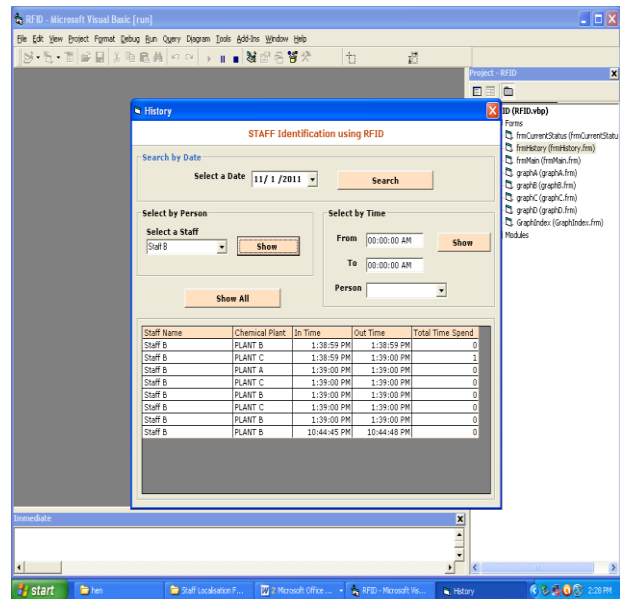 RFID - Microsoft Visual Basic [run]
File Edit View Project Format Debug Run Query Diagram Tools Add-Ins Window Help
Project - RFID
History
STAFF Identification using RFID
Search by Date
Select a Date 11/ 1 /2011 Search
Select by Person
Select a Staff
Staff B Show
Select by Time
From 00:00:00 AM Show
To 00:00:00 AM
Person
Show All
Staff Name Chemical Plant In Time Out Time Total Time Spend
Staff B PLANT B 1:38:59 PM 1:38:59 PM 0
Staff B PLANT C 1:38:59 PM 1:39:00 PM 1
Staff B PLANT A 1:39:00 PM 1:39:00 PM 0
Staff B PLANT C 1:39:00 PM 1:39:00 PM 0
Staff B PLANT B 1:39:00 PM 1:39:00 PM 0
Staff B PLANT C 1:39:00 PM 1:39:00 PM 0
Staff B PLANT B 1:39:00 PM 1:39:00 PM 0
Staff B PLANT B 10:44:45 PM 10:44:48 PM 0
ID (RFID.vbp)
Forms
frmCurrentStatus (frmCurrentStatu
frmHistory (frmHistory.frm)
frmMain (frmMain.frm)
graphA (graphA.frm)
graphB (graphB.frm)
graphC (graphC.frm)
graphD (graphD.frm)
GraphIndex (GraphIndex.frm)
Modules
Immediate
start hen Staff Localisation F... 2 Microsoft Office ... RFID - Microsoft Vis... History 2:28 PM